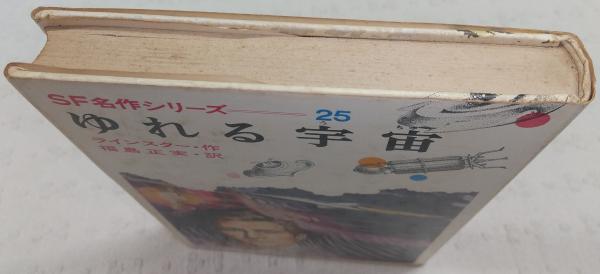 SF名作シリーズ 25
ゆれる宇宙
ラインスター・作
福島正実・訳